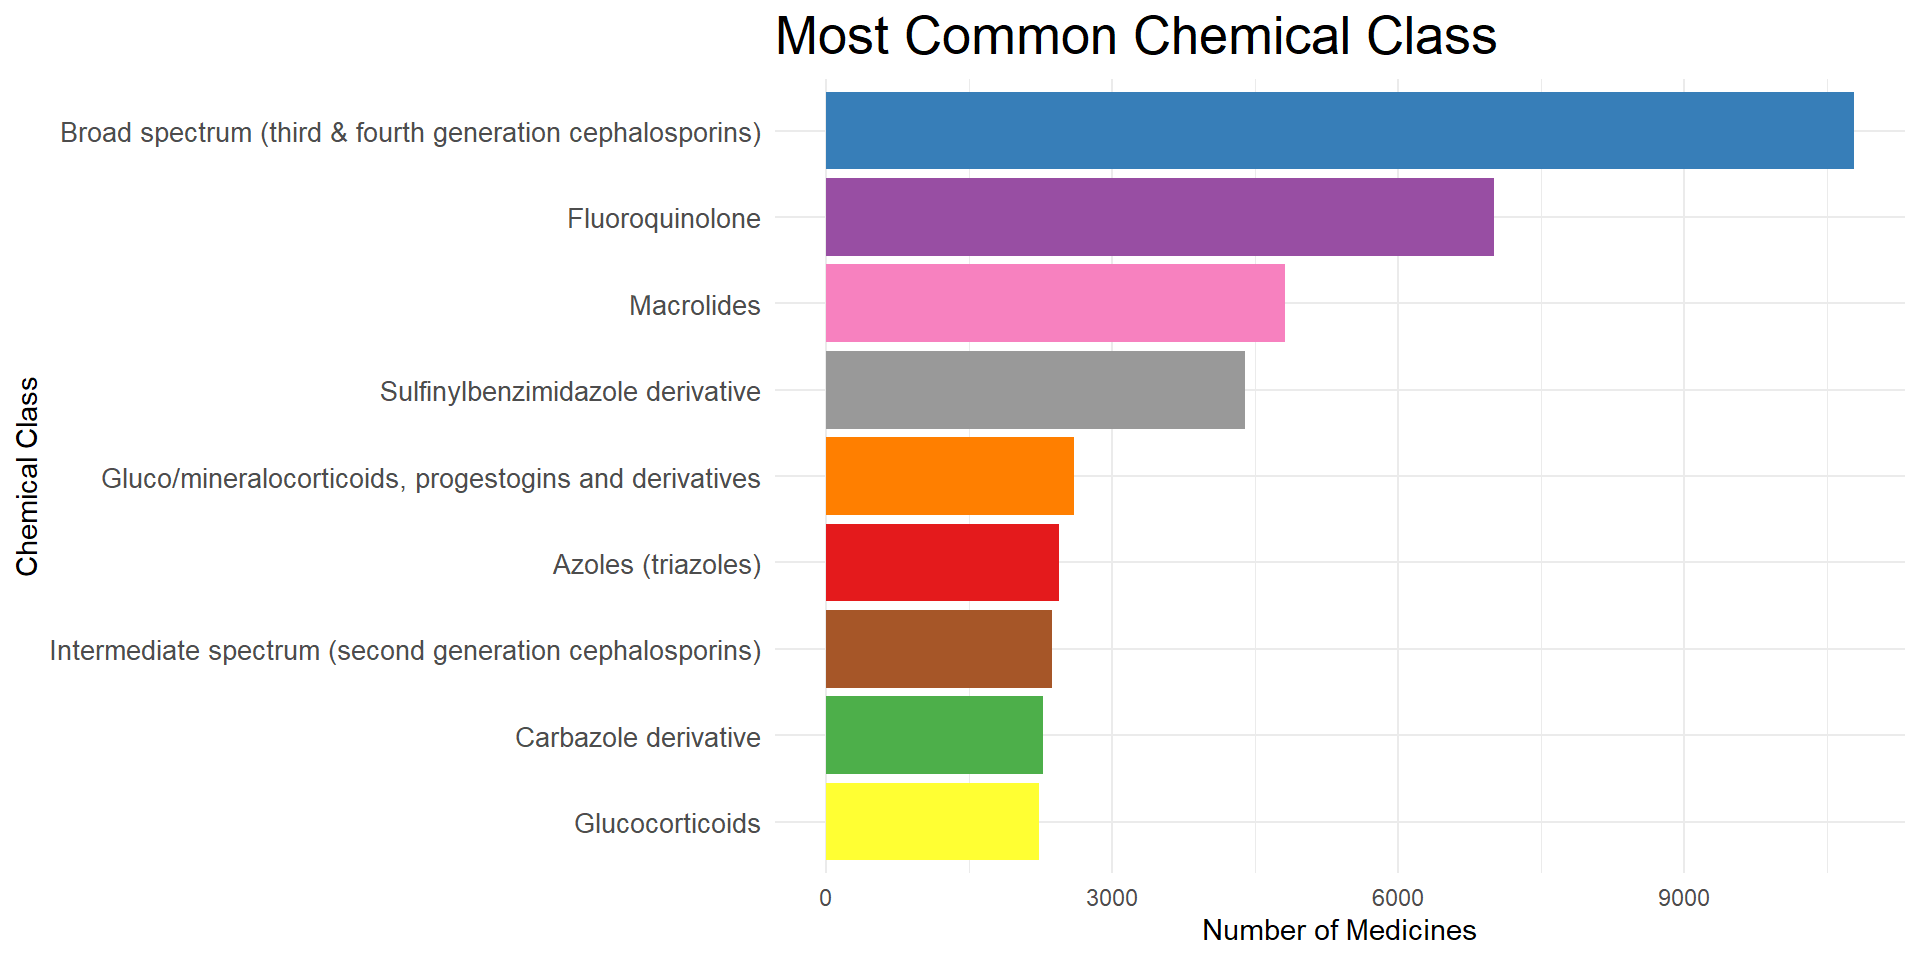 Most Common Chemical Class
Chemical Class
Broad spectrum (third & fourth generation cephalosporins)
Fluoroquinolone
Macrolides
Sulfinylbenzimidazole derivative
Gluco/mineralocorticoids, progestogins and derivatives
Azoles (triazoles)
Intermediate spectrum (second generation cephalosporins)
Carbazole derivative
Glucocorticoids
0 3000 6000 9000
Number of Medicines